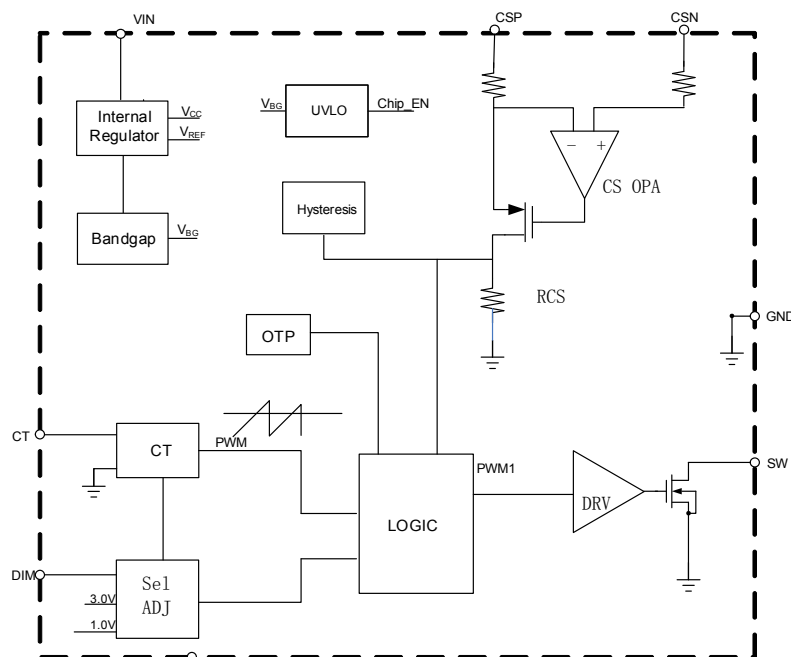 VIN
CSP
CSN
Internal
Regulator
VCC
VREF
VBG
UVLO
Chip_EN
− +
CS OPA
Hysteresis
Bandgap
VBG
RCS
OTP
GND
CT
CT
PWM
PWM1
SW
LOGIC
DRV
DIM
Sel
ADJ
3.0V
1.0V